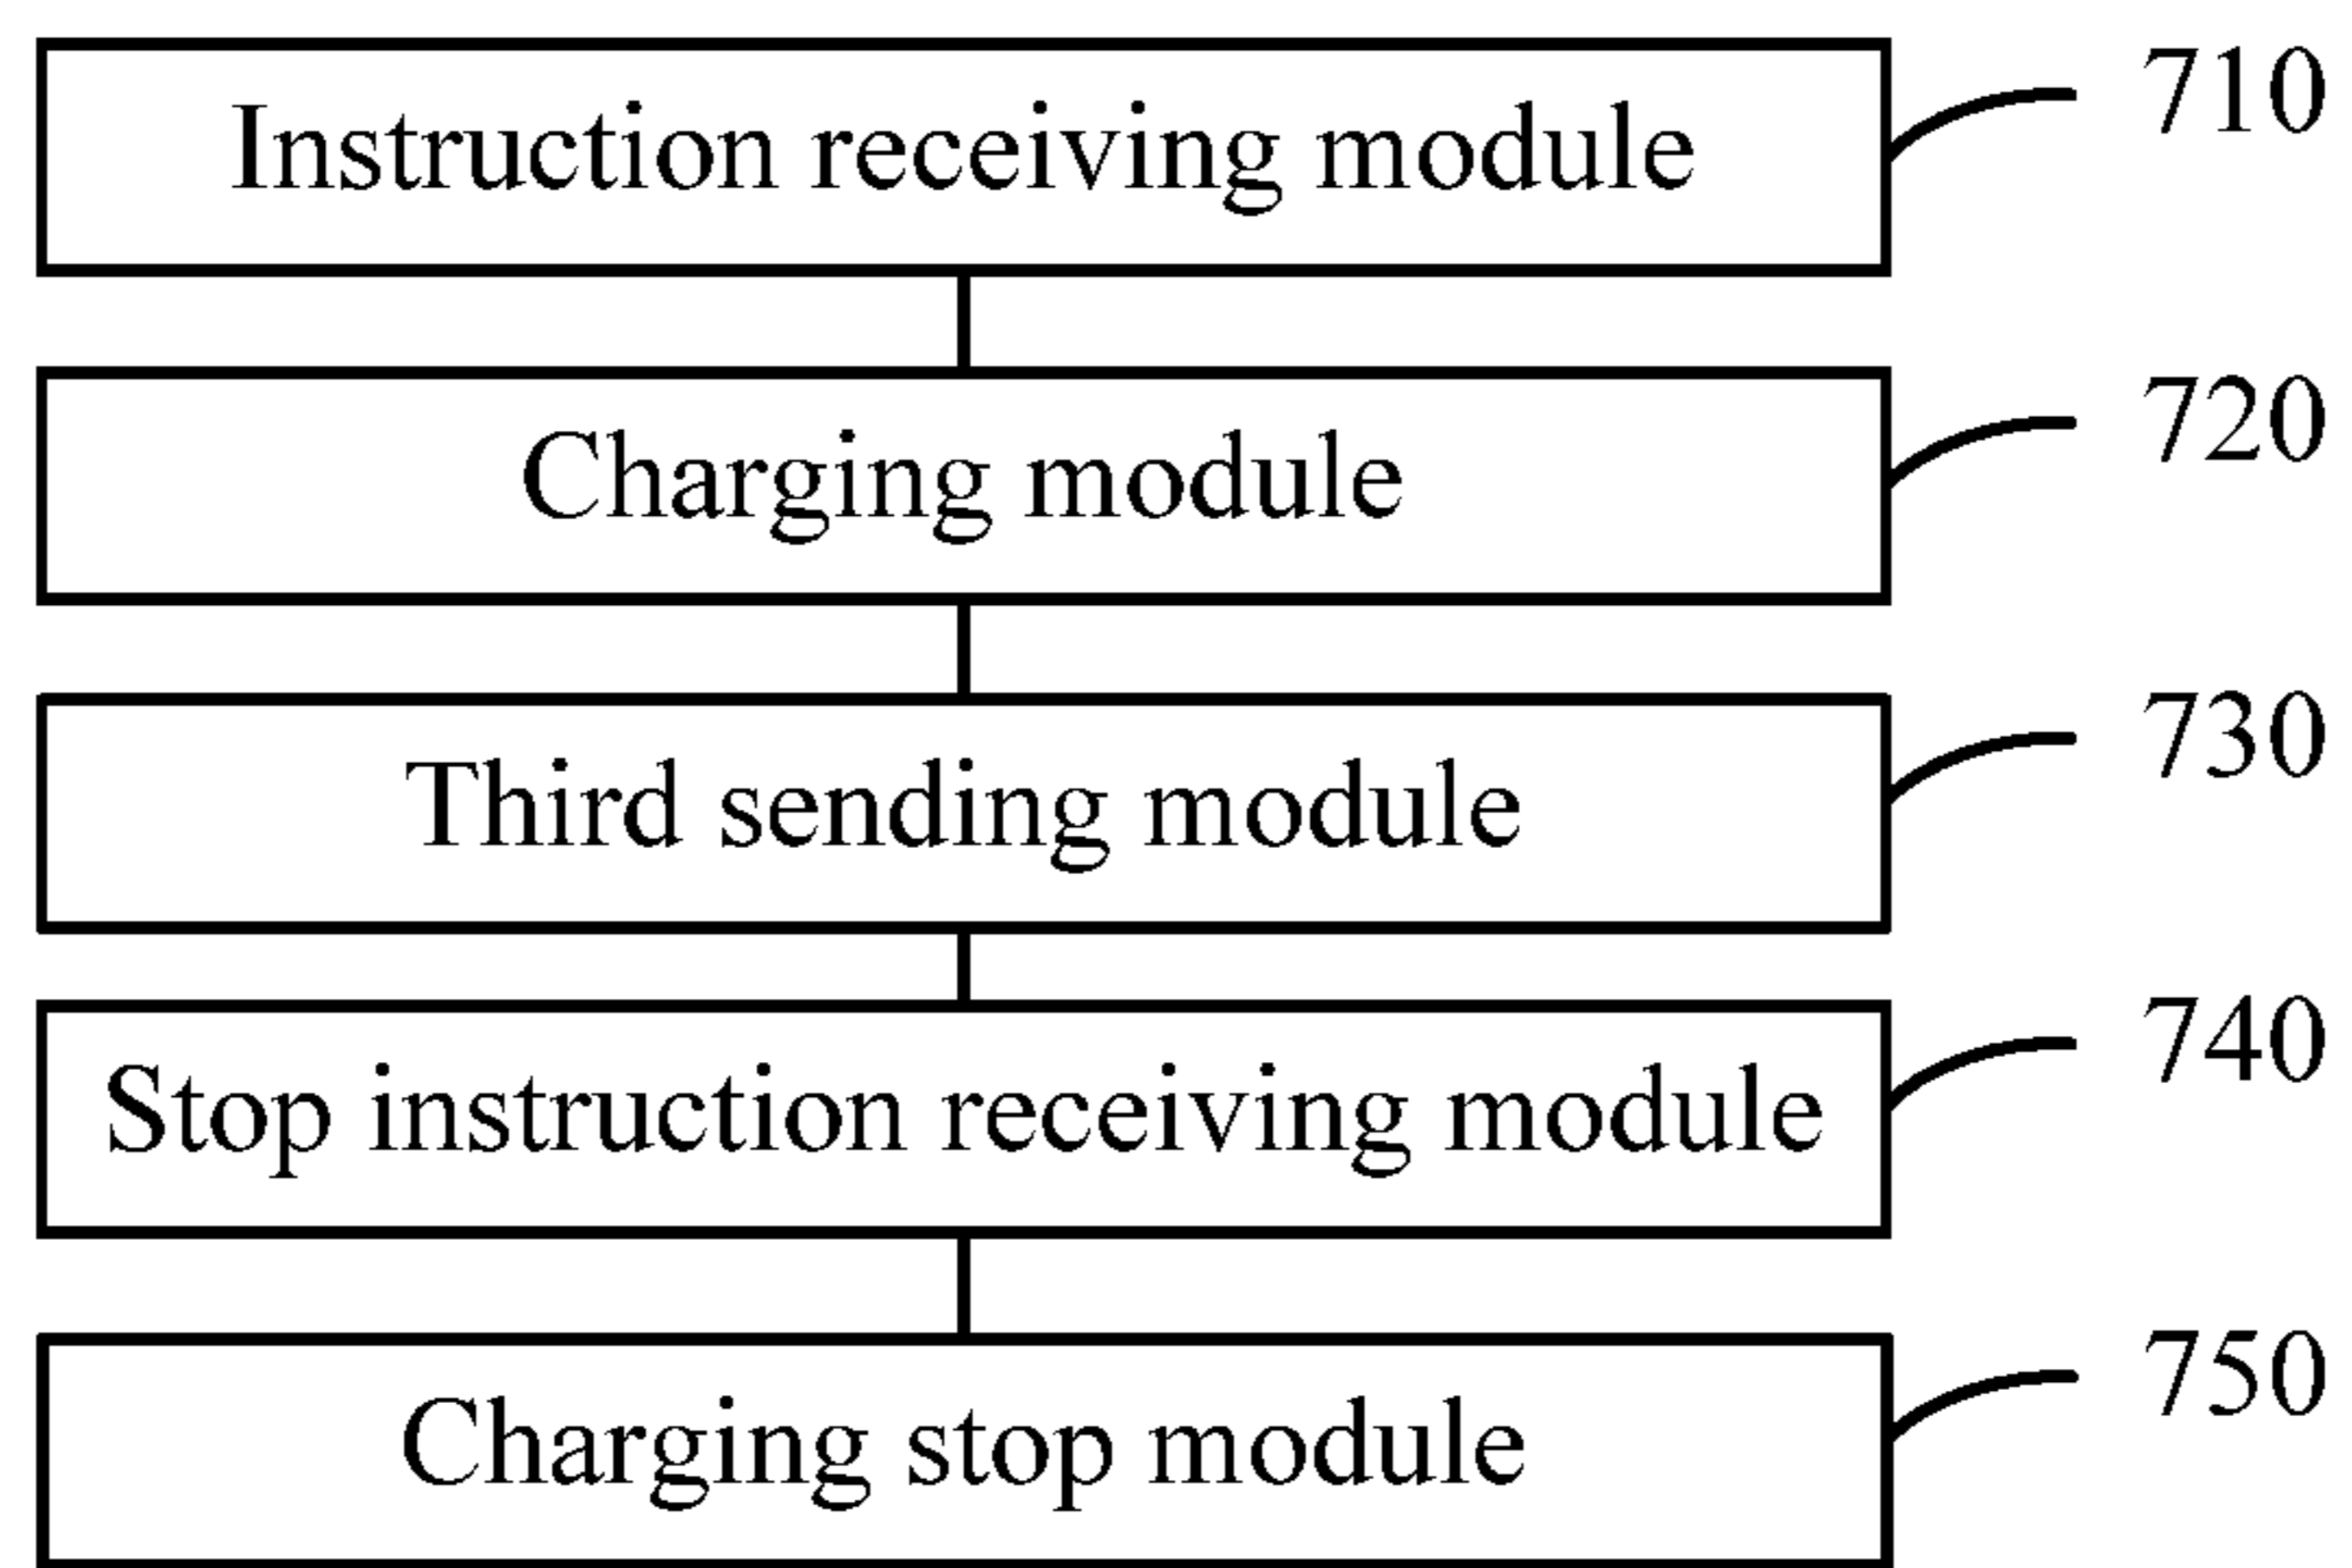 Instruction receiving module 710
Charging module 720
Third sending module 730
Stop instruction receiving module 740
Charging stop module 750